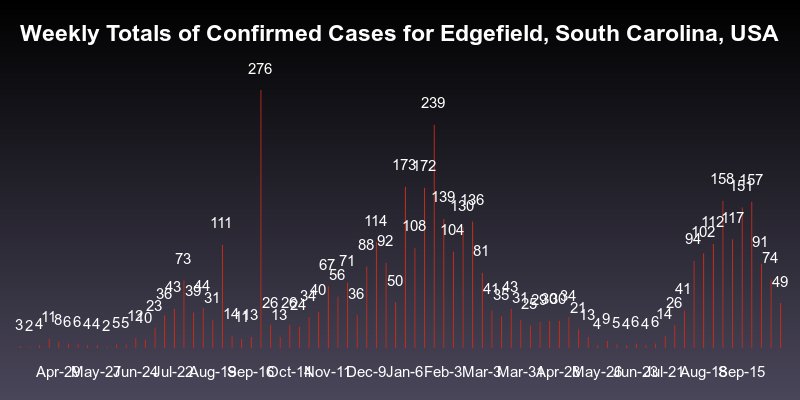 Weekly Totals of Confirmed Cases for Edgefield, South Carolina, USA
3 2 4 11 8 6 6 4 4 2 5 5 12 10 23 36 43 73 39 44 31 111 14 11 13 276 26 13 26 24 34 40 67 56 71 36 88 114 92 50 173 108 172 239 139 104 130 136 81 41 35 43 31 25 29 30 30 34 21 13 4 9 5 4 6 4 6 14 26 41 94 102 112 158 117 151 157 91 74 49
Apr-29 May-27 Jun-24 Jul-22 Aug-19 Sep-16 Oct-14 Nov-11 Dec-9 Jan-6 Feb-3 Mar-3 Mar-31 Apr-28 May-26 Jun-23 Jul-21 Aug-18 Sep-15